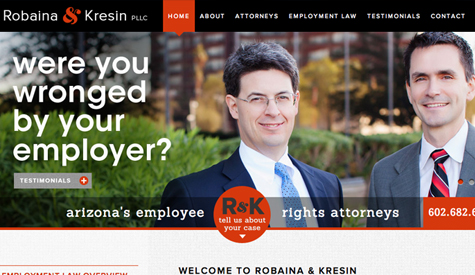 Robaina & Kresin PLLC
HOME ABOUT ATTORNEYS EMPLOYMENT LAW TESTIMONIALS CONTACT
were you
wronged
by your
employer?
TESTIMONIALS
arizona's employee rights attorneys
R&K
tell us about
your case
602.682.6
EMPLOYMENT LAW OVERVIEW
WELCOME TO ROBAINA & KRESIN